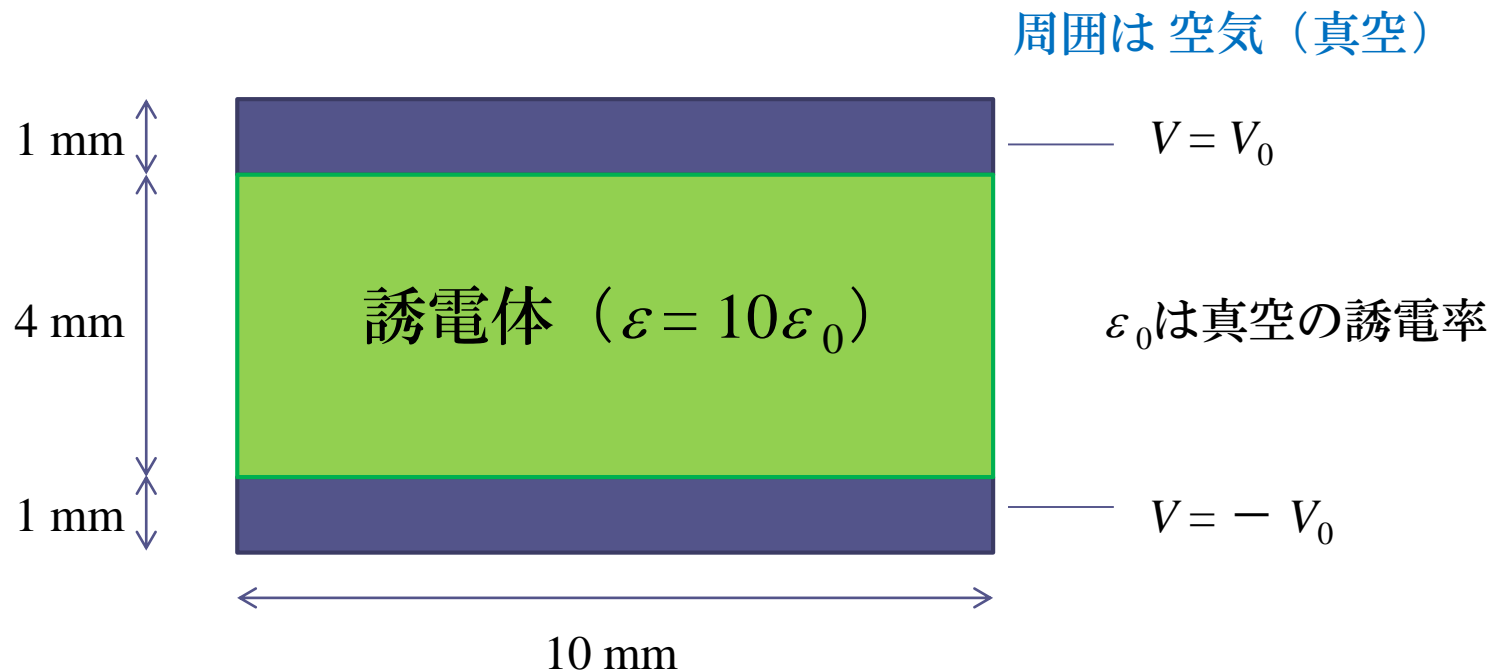 周囲は 空気（真空）
1 mm
V = V₀
4 mm
誘電体（ε = 10ε₀）
ε₀は真空の誘電率
1 mm
V = － V₀
10 mm